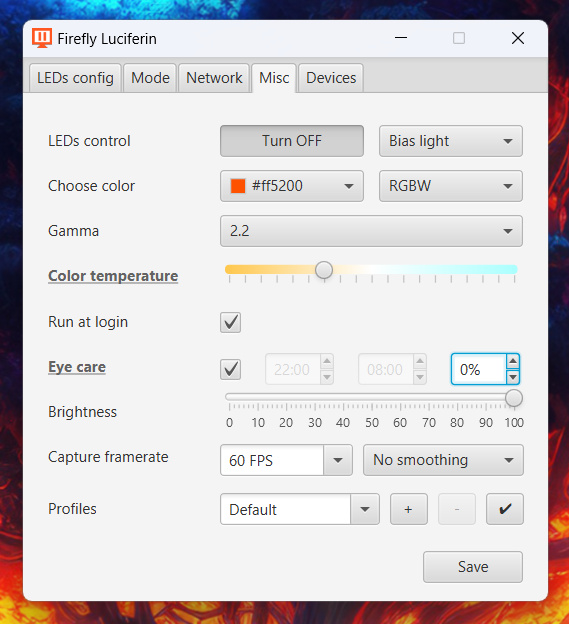 Firefly Luciferin
LEDs config Mode Network Misc Devices
LEDs control Turn OFF Bias light
Choose color #ff5200 RGBW
Gamma 2.2
Color temperature
Run at login
Eye care 22:00 08:00 0%
Brightness
0 10 20 30 40 50 60 70 80 90 100
Capture framerate 60 FPS No smoothing
Profiles Default + -
Save